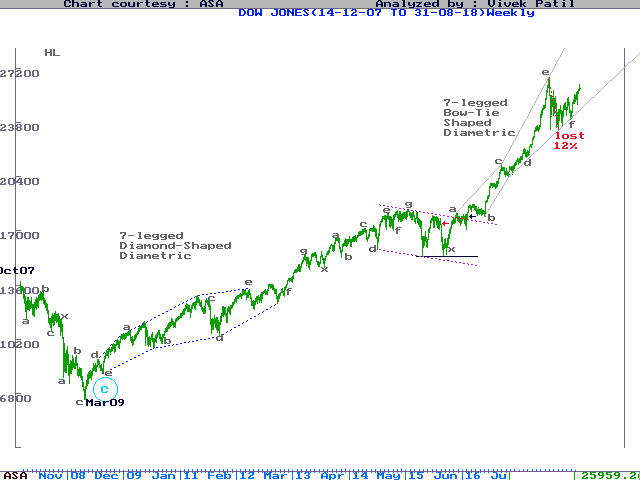 Chart courtesy : ASA Analyzed by : Vivek Patil
DOW JONES(14-12-07 TO 31-08-18)Weekly
HL
27200
e
7-legged
Bow-Tie
Shaped
Diametric
23800
f
lost
12%
c
d
20400
g
e
a
b
c
f
17000
a
7-legged
Diamond-Shaped
Diametric
g
b
d
x
x
Oct07
13600
b
e
f
c
a
x
a
c
b
d
10200
b
d
e
a
C
6800
c
Mar09
ASA Nov 08 Dec 09 Jan 11 Feb 12 Mar 13 Apr 14 May 15 Jun 16 Ju 25959.2